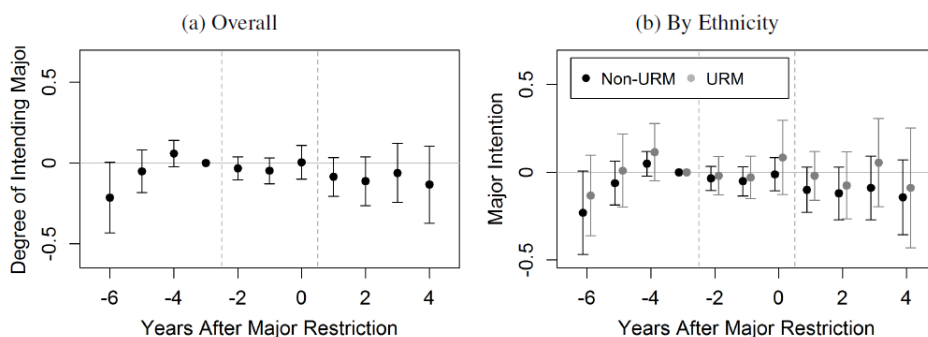 (a) Overall
Degree of Intending Major
0.5
0
-0.5
-6 -4 -2 0 2 4
Years After Major Restriction
(b) By Ethnicity
Non-URM URM
Major Intention
0.5
0
-0.5
-6 -4 -2 0 2 4
Years After Major Restriction